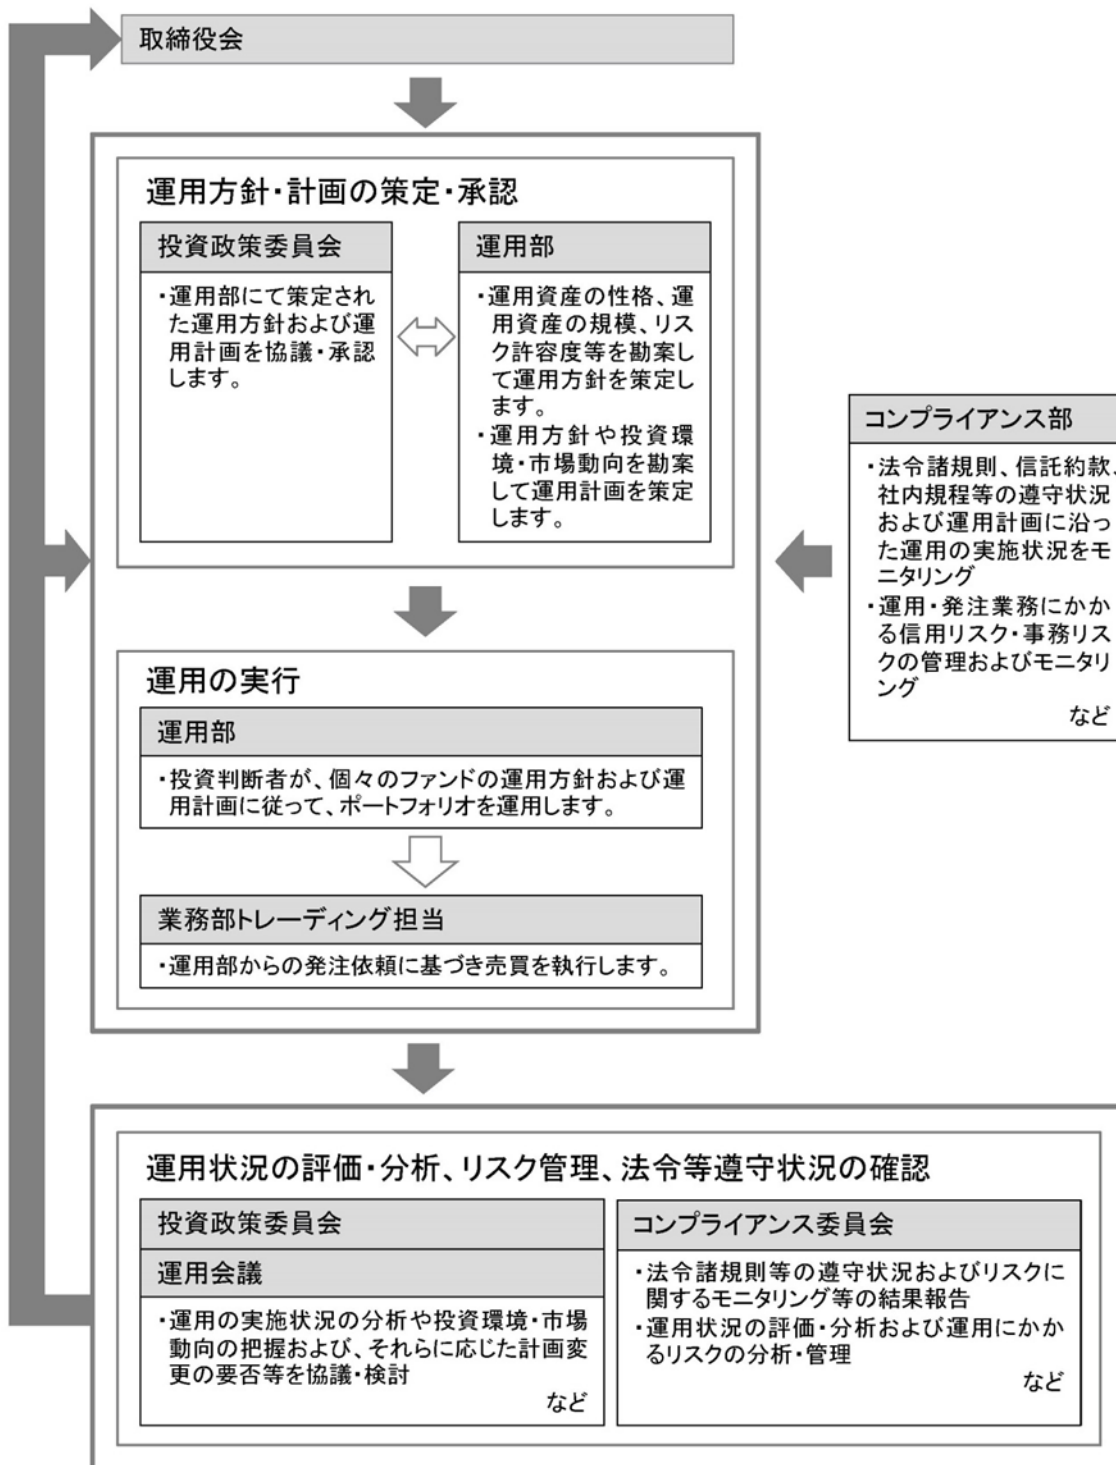 取締役会
運用方針・計画の策定・承認
投資政策委員会
・運用部にて策定され
た運用方針および運
用計画を協議・承認
します。
運用部
・運用資産の性格、運
用資産の規模、リス
ク許容度等を勘案し
て運用方針を策定し
ます。
・運用方針や投資環
境・市場動向を勘案
して運用計画を策定
します。
コンプライアンス部
・法令諸規則、信託約款、
社内規程等の遵守状況
および運用計画に沿っ
た運用の実施状況をモ
ニタリング
・運用・発注業務にかか
る信用リスク・事務リス
クの管理およびモニタリ
ング
など
運用の実行
運用部
・投資判断者が、個々のファンドの運用方針および運
用計画に従って、ポートフォリオを運用します。
業務部トレーディング担当
・運用部からの発注依頼に基づき売買を執行します。
運用状況の評価・分析、リスク管理、法令等遵守状況の確認
投資政策委員会
運用会議
・運用の実施状況の分析や投資環境・市場
動向の把握および、それらに応じた計画変
更の要否等を協議・検討
など
コンプライアンス委員会
・法令諸規則等の遵守状況およびリスクに
関するモニタリング等の結果報告
・運用状況の評価・分析および運用にかか
るリスクの分析・管理
など